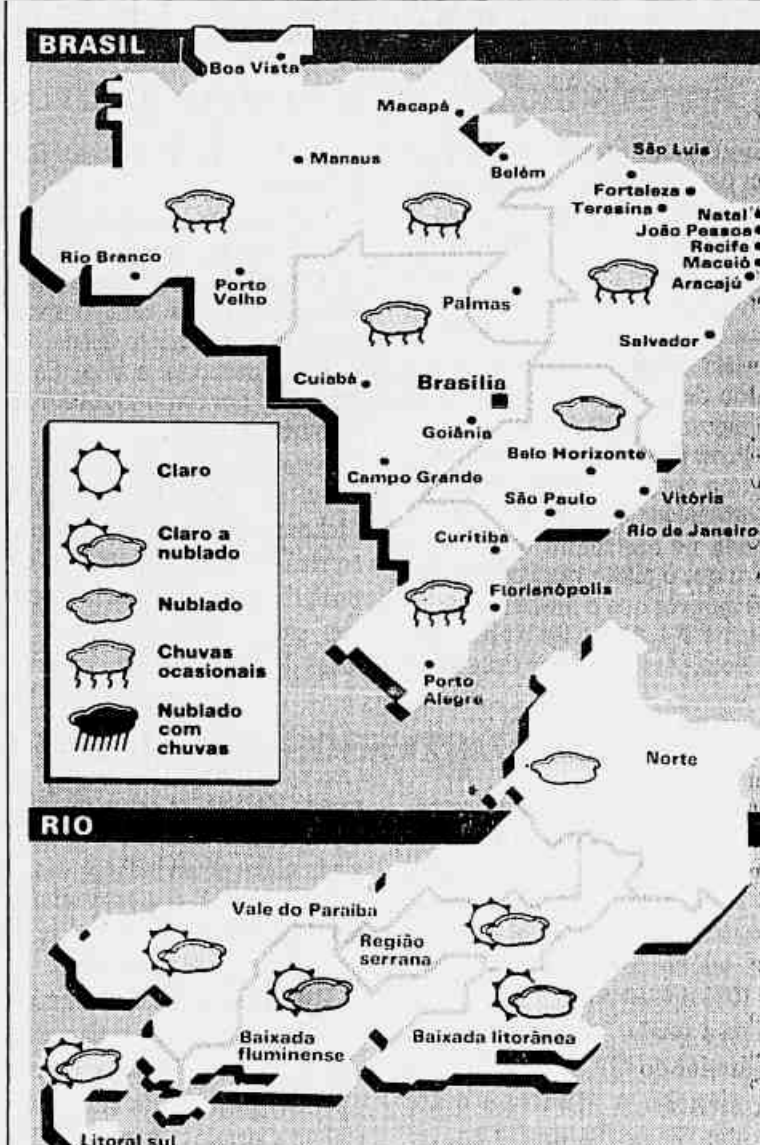 BRASIL
Boa Vista
Macapá
Manaus
Belém
São Luis
Fortaleza
Teresina
Natal
João Pessoa
Recife
Maceió
Aracajú
Rio Branco
Porto
Velho
Palmas
Salvador
Cuiabá
Brasília
Goiânia
Belo Horizonte
Campo Grande
São Paulo
Vitória
Rio de Janeiro
Curitiba
Florianópolis
Porto
Alegre
Claro
Claro a
nublado
Nublado
Chuvas
ocasionais
Nublado
com
chuvas
Norte
RIO
Vale do Paraíba
Região
serrana
Baixada
fluminense
Baixada litorânea
Litoral sul